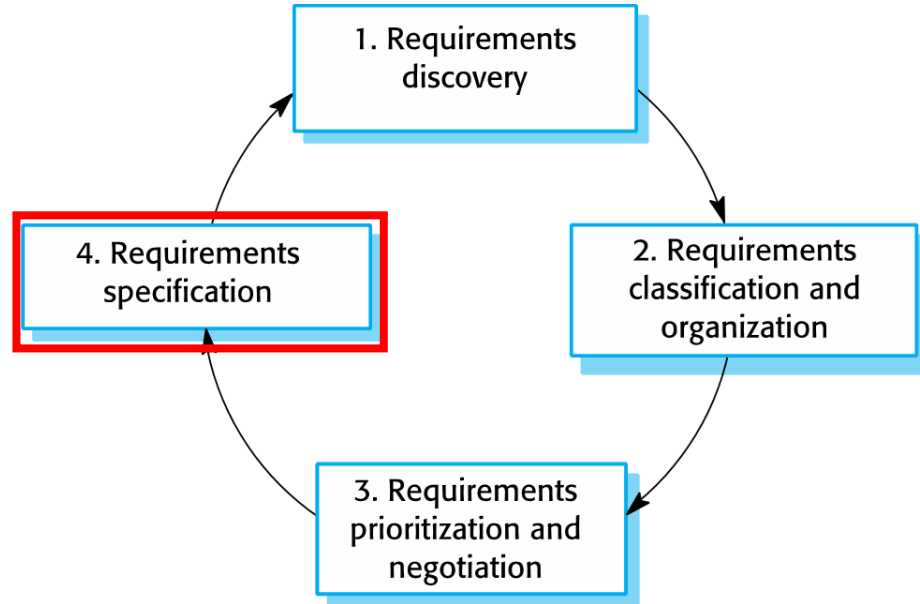 1. Requirements
discovery
2. Requirements
classification and
organization
3. Requirements
prioritization and
negotiation
4. Requirements
specification